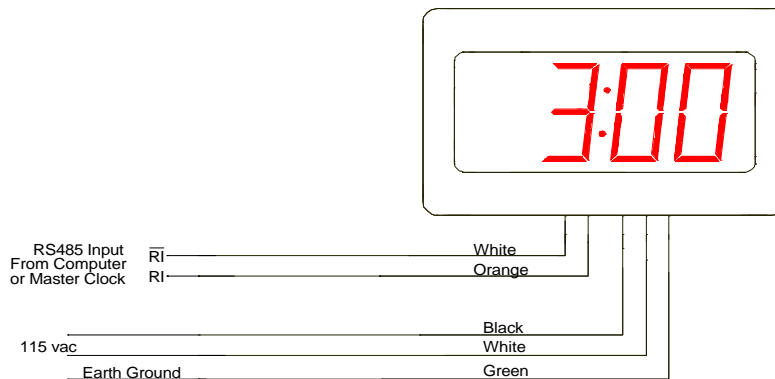 3:00
RS485 Input
From Computer
or Master Clock
R̅I̅ White
RI Orange
Black
115 vac
White
Earth Ground Green